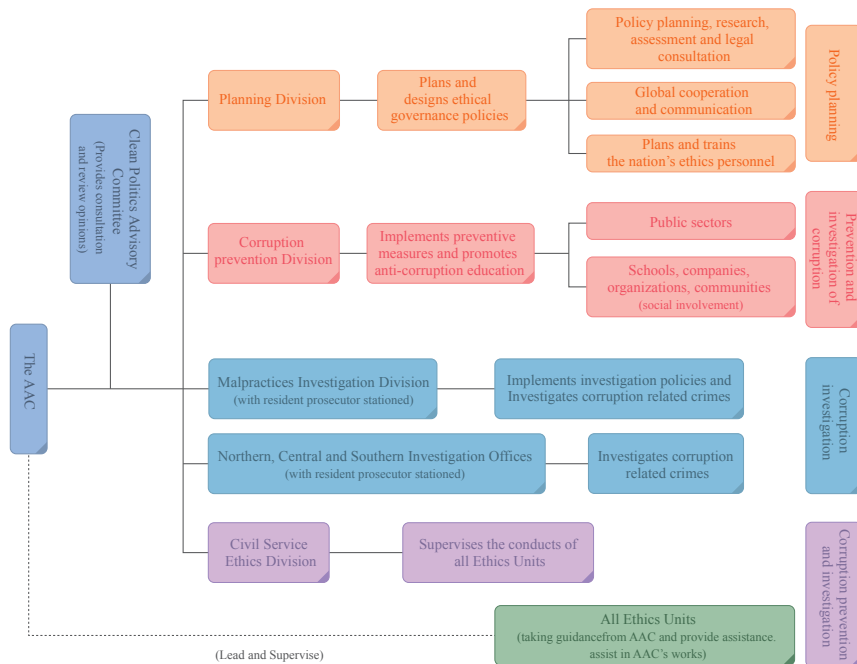 The AAC
Clean Politics Advisory
Committee
(Provides consultation
and review opinions)
Planning Division
Plans and
designs ethical
governance policies
Policy planning, research,
assessment and legal
consultation
Global cooperation
and communication
Plans and trains
the nation's ethics personnel
Policy planning
Corruption
prevention Division
Implements preventive
measures and promotes
anti-corruption education
Public sectors
Schools, companies,
organizations, communities
(social involvement)
Prevention and
investigation of
corruption
Malpractices Investigation Division
(with resident prosecutor stationed)
Implements investigation policies and
Investigates corruption related crimes
Northern, Central and Southern Investigation Offices
(with resident prosecutor stationed)
Investigates corruption
related crimes
Corruption
investigation
Civil Service
Ethics Division
Supervises the conducts of
all Ethics Units
Corruption prevention
and investigation
All Ethics Units
(taking guidancefrom AAC and provide assistance.
assist in AAC's works)
(Lead and Supervise)